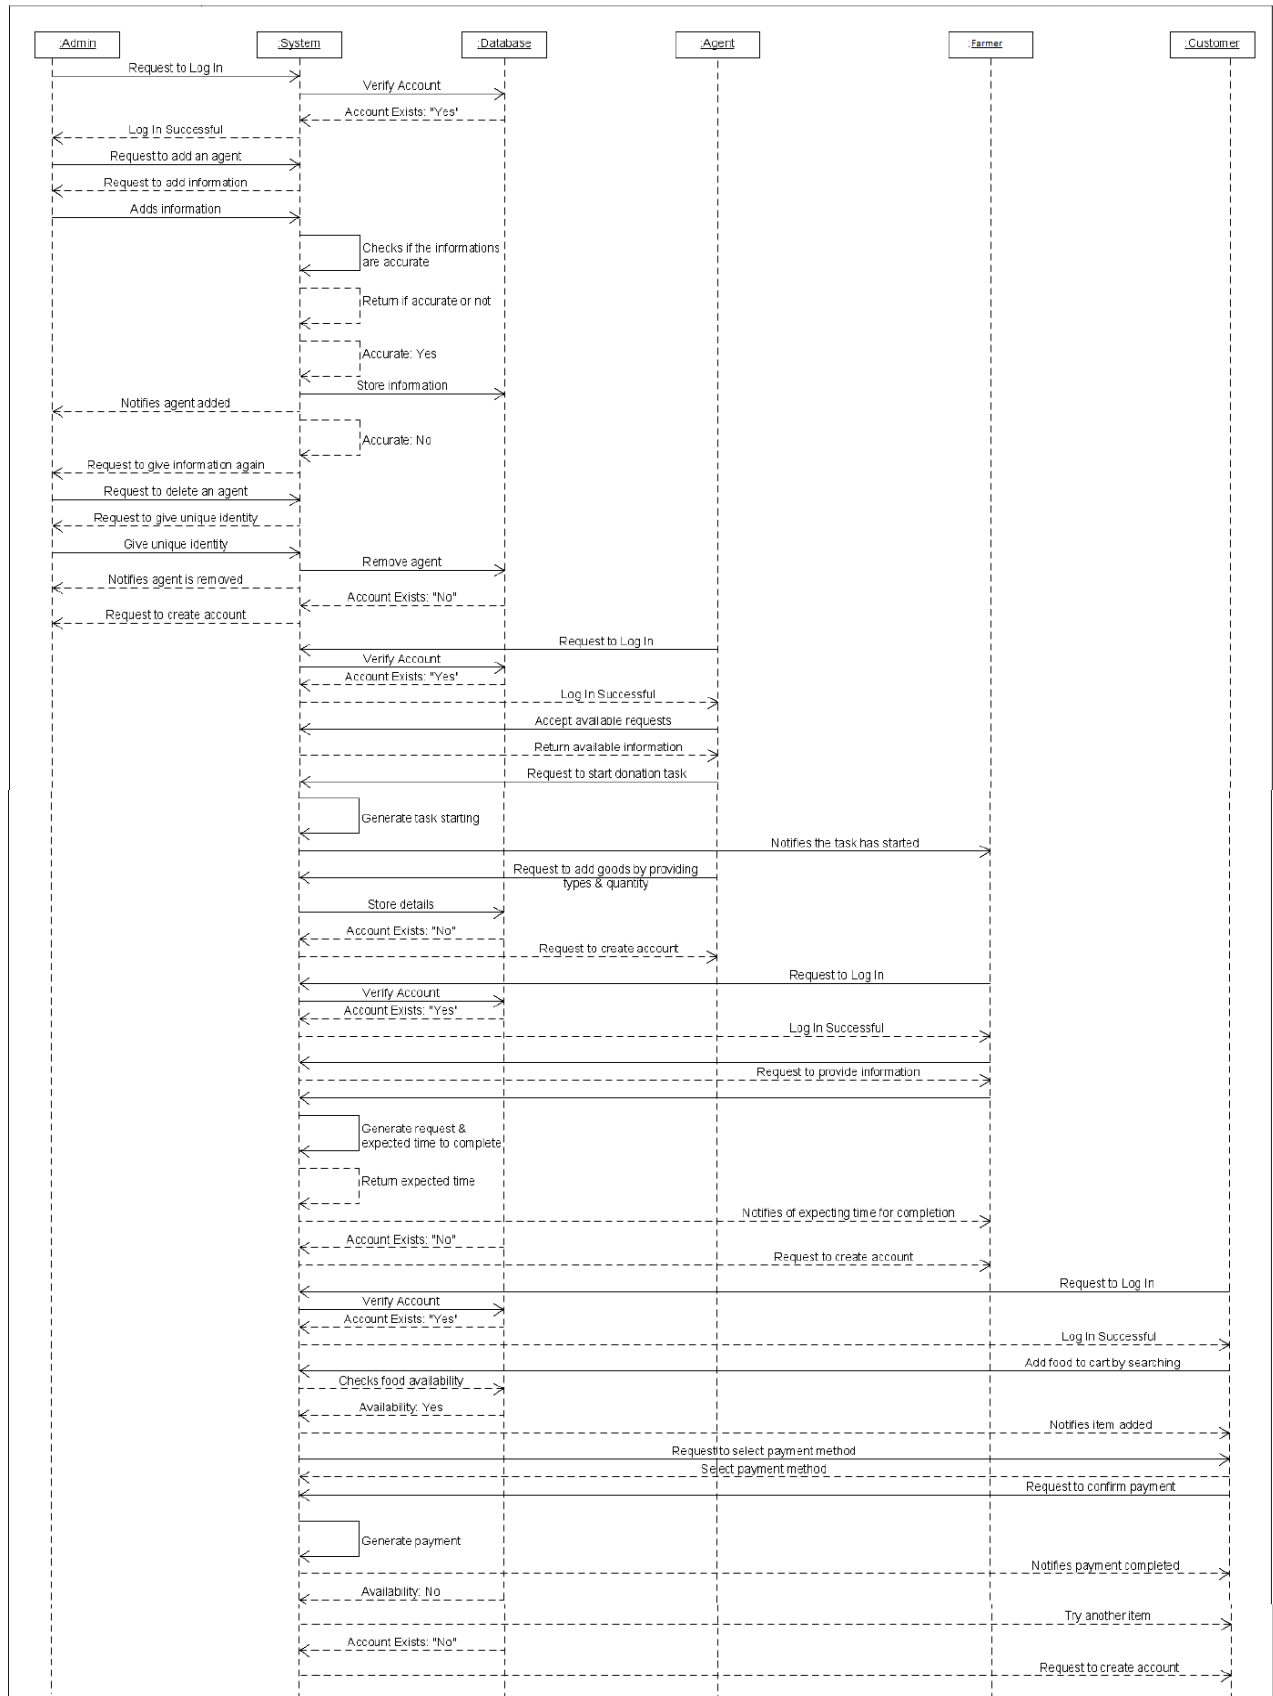 :Admin
:System
:Database
:Agent
:Farmer
:Customer
Request to Log In
Verify Account
Account Exists: "Yes"
Log In Successful
Request to add an agent
Request to add information
Adds information
Checks if the informations
are accurate
Return if accurate or not
Accurate: Yes
Store information
Notifies agent added
Accurate: No
Request to give information again
Request to delete an agent
Request to give unique identity
Give unique identity
Remove agent
Notifies agent is removed
Account Exists: "No"
Request to create account
Request to Log In
Verify Account
Account Exists: "Yes"
Log In Successful
Accept available requests
Return available information
Request to start donation task
Generate task starting
Notifies the task has started
Request to add goods by providing
types & quantity
Store details
Account Exists: "No"
Request to create account
Request to Log In
Verify Account
Account Exists: "Yes"
Log In Successful
Request to provide information
Generate request &
expected time to complete
Return expected time
Notifies of expecting time for completion
Account Exists: "No"
Request to create account
Request to Log In
Verify Account
Account Exists: "Yes"
Log In Successful
Add food to cart by searching
Checks food availability
Availability: Yes
Notifies item added
Request to select payment method
Select payment method
Request to confirm payment
Generate payment
Notifies payment completed
Availability: No
Try another item
Account Exists: "No"
Request to create account